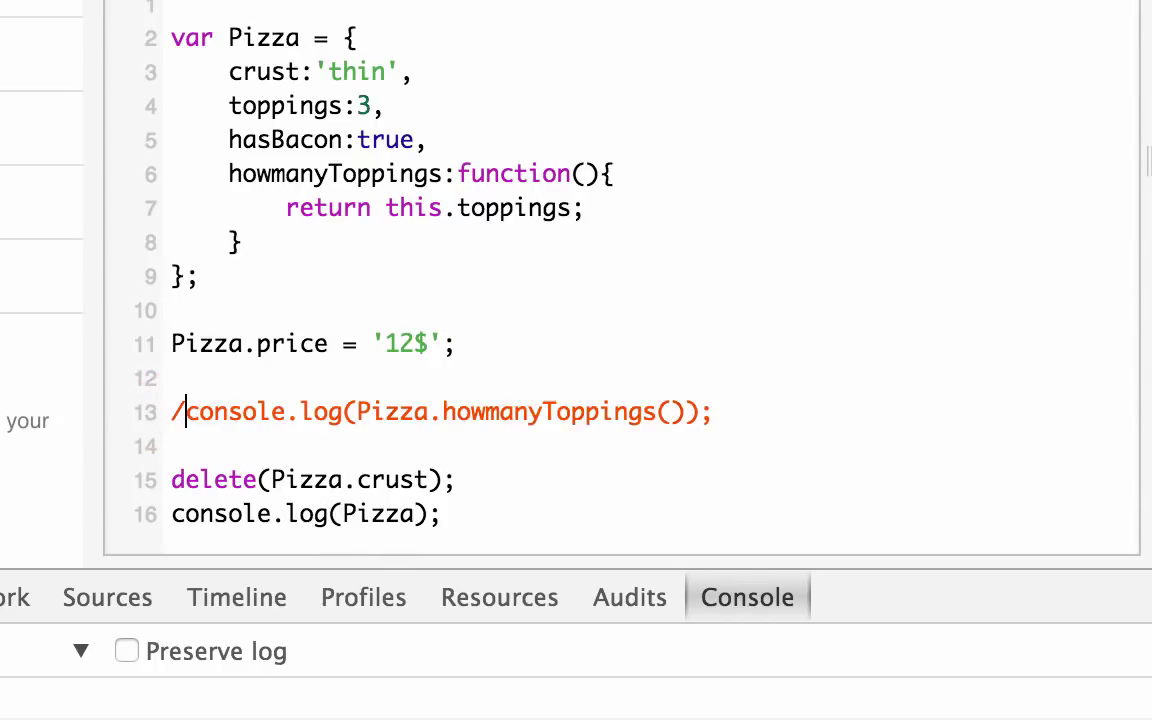 1
2 var Pizza = {
3 crust:'thin',
4 toppings:3,
5 hasBacon:true,
6 howmanyToppings:function(){
7 return this.toppings;
8 }
9 };
10
11 Pizza.price = '12$';
12
13 /console.log(Pizza.howmanyToppings());
your
14
15 delete(Pizza.crust);
16 console.log(Pizza);
ork Sources Timeline Profiles Resources Audits Console
▼ Preserve log